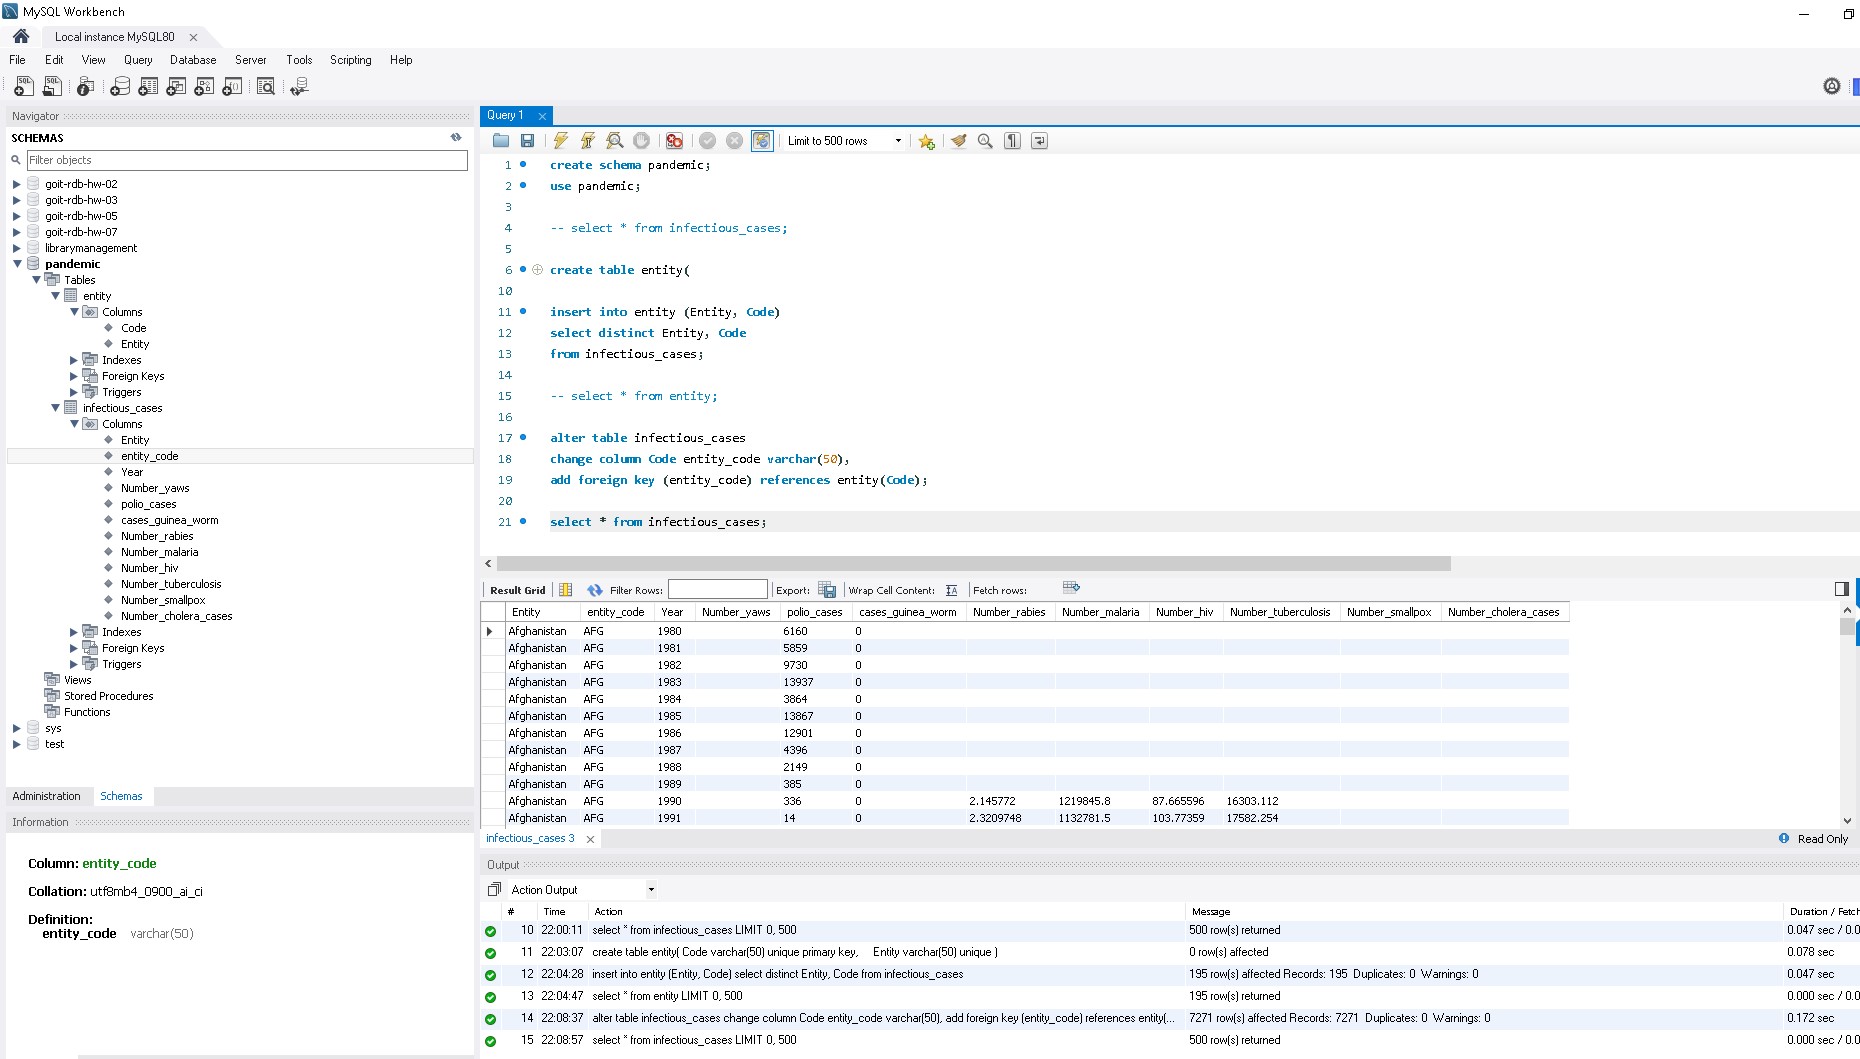 MySQL Workbench
Local instance MySQL80
File Edit View Query Database Server Tools Scripting Help
Navigator
SCHEMAS
Filter objects
goit-rdb-hw-02
goit-rdb-hw-03
goit-rdb-hw-05
goit-rdb-hw-07
librarymanagement
pandemic
Tables
entity
Columns
Code
Entity
Indexes
Foreign Keys
Triggers
infectious_cases
Columns
Entity
entity_code
Year
Number_yaws
polio_cases
cases_guinea_worm
Number_rabies
Number_malaria
Number_hiv
Number_tuberculosis
Number_smallpox
Number_cholera_cases
Indexes
Foreign Keys
Triggers
Views
Stored Procedures
Functions
sys
test
Administration Schemas
Information
Column: entity_code
Collation: utf8mb4_0900_ai_ci
Definition:
entity_code varchar(50)
Query 1
Limit to 500 rows
1 create schema pandemic;
2 use pandemic;
3
4 -- select * from infectious_cases;
5
6 create table entity(
10
11 insert into entity (Entity, Code)
12 select distinct Entity, Code
13 from infectious_cases;
14
15 -- select * from entity;
16
17 alter table infectious_cases
18 change column Code entity_code varchar(50),
19 add foreign key (entity_code) references entity(Code);
20
21 select * from infectious_cases;
Result Grid Filter Rows: Export: Wrap Cell Content: Fetch rows:
Entity entity_code Year Number_yaws polio_cases cases_guinea_worm Number_rabies Number_malaria Number_hiv Number_tuberculosis Number_smallpox Number_cholera_cases
Afghanistan AFG 1980 6160 0
Afghanistan AFG 1981 5859 0
Afghanistan AFG 1982 9730 0
Afghanistan AFG 1983 13937 0
Afghanistan AFG 1984 3864 0
Afghanistan AFG 1985 13867 0
Afghanistan AFG 1986 12901 0
Afghanistan AFG 1987 4396 0
Afghanistan AFG 1988 2149 0
Afghanistan AFG 1989 385 0
Afghanistan AFG 1990 336 0 2.145772 1219845.8 87.665596 16303.112
Afghanistan AFG 1991 14 0 2.3209748 1132781.5 103.77359 17582.254
infectious_cases 3
Read Only
Output
Action Output
# Time Action Message Duration / Fetch
10 22:00:11 select * from infectious_cases LIMIT 0, 500 500 row(s) returned 0.047 sec / 0.0
11 22:03:07 create table entity( Code varchar(50) unique primary key, Entity varchar(50) unique ) 0 row(s) affected 0.078 sec
12 22:04:28 insert into entity (Entity, Code) select distinct Entity, Code from infectious_cases 195 row(s) affected Records: 195 Duplicates: 0 Warnings: 0 0.047 sec
13 22:04:47 select * from entity LIMIT 0, 500 195 row(s) returned 0.000 sec / 0.0
14 22:08:37 alter table infectious_cases change column Code entity_code varchar(50), add foreign key (entity_code) references entity(... 7271 row(s) affected Records: 7271 Duplicates: 0 Warnings: 0 0.172 sec
15 22:08:57 select * from infectious_cases LIMIT 0, 500 500 row(s) returned 0.000 sec / 0.0